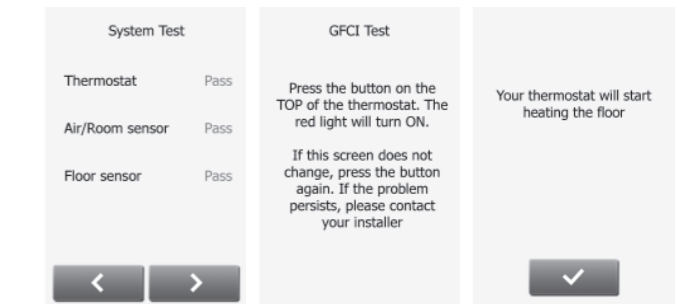 System Test
Thermostat Pass
Air/Room sensor Pass
Floor sensor Pass
GFCI Test
Press the button on the
TOP of the thermostat. The
red light will turn ON.
If this screen does not
change, press the button
again. If the problem
persists, please contact
your installer
Your thermostat will start
heating the floor